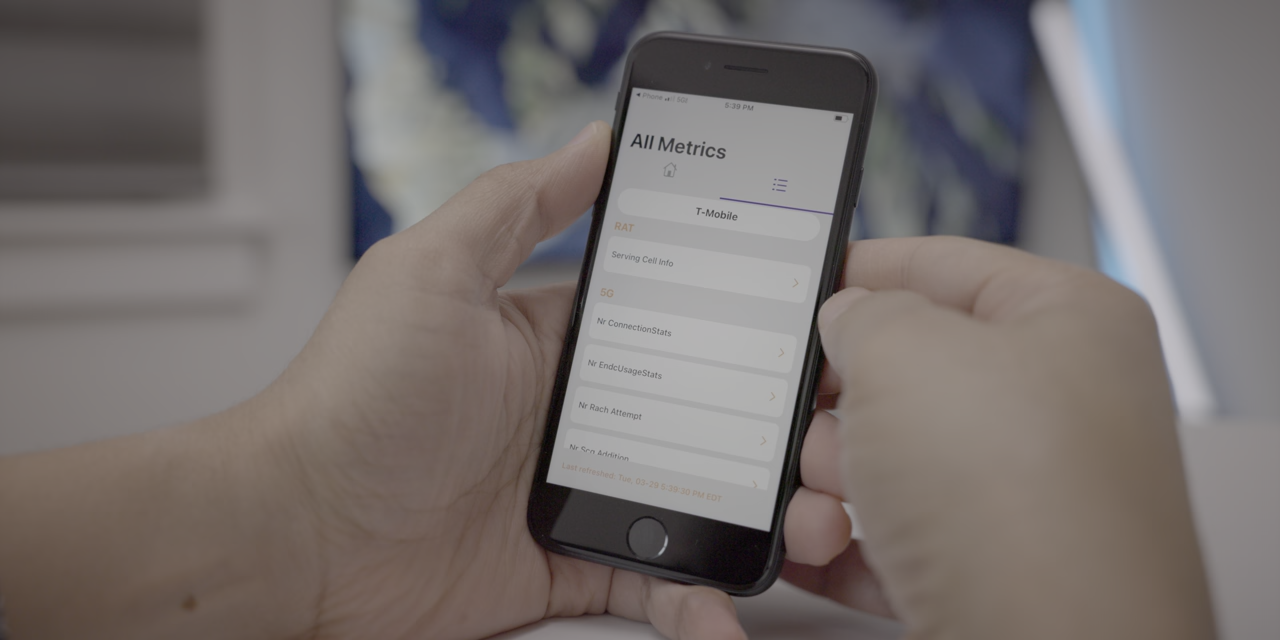 ◀ Phone 5G
5:39 PM
All Metrics
T-Mobile
RAT
Serving Cell Info
5G
Nr ConnectionStats
Nr EndcUsageStats
Nr Rach Attempt
Nr Scg Addition
Last refreshed: Tue, 03-29 5:39:30 PM EDT